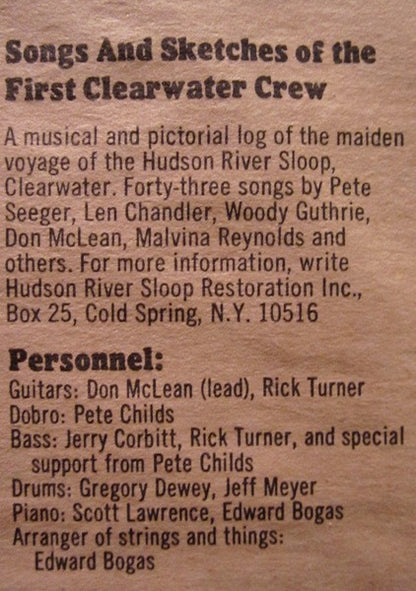 Songs And Sketches of the
First Clearwater Crew
A musical and pictorial log of the maiden
voyage of the Hudson River Sloop,
Clearwater. Forty-three songs by Pete
Seeger, Len Chandler, Woody Guthrie,
Don McLean, Malvina Reynolds and
others. For more information, write
Hudson River Sloop Restoration Inc.,
Box 25, Cold Spring, N.Y. 10516
Personnel:
Guitars: Don McLean (lead), Rick Turner
Dobro: Pete Childs
Bass: Jerry Corbitt, Rick Turner, and special
support from Pete Childs
Drums: Gregory Dewey, Jeff Meyer
Piano: Scott Lawrence, Edward Bogas
Arranger of strings and things:
Edward Bogas